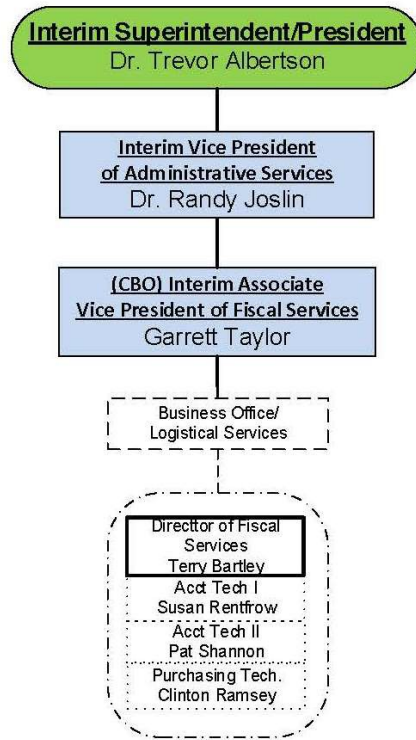 Interim Superintendent/President
Dr. Trevor Albertson
Interim Vice President
of Administrative Services
Dr. Randy Joslin
(CBO) Interim Associate
Vice President of Fiscal Services
Garrett Taylor
Business Office/
Logistical Services
Directtor of Fiscal
Services
Terry Bartley
Acct Tech I
Susan Rentfrow
Acct Tech II
Pat Shannon
Purchasing Tech.
Clinton Ramsey